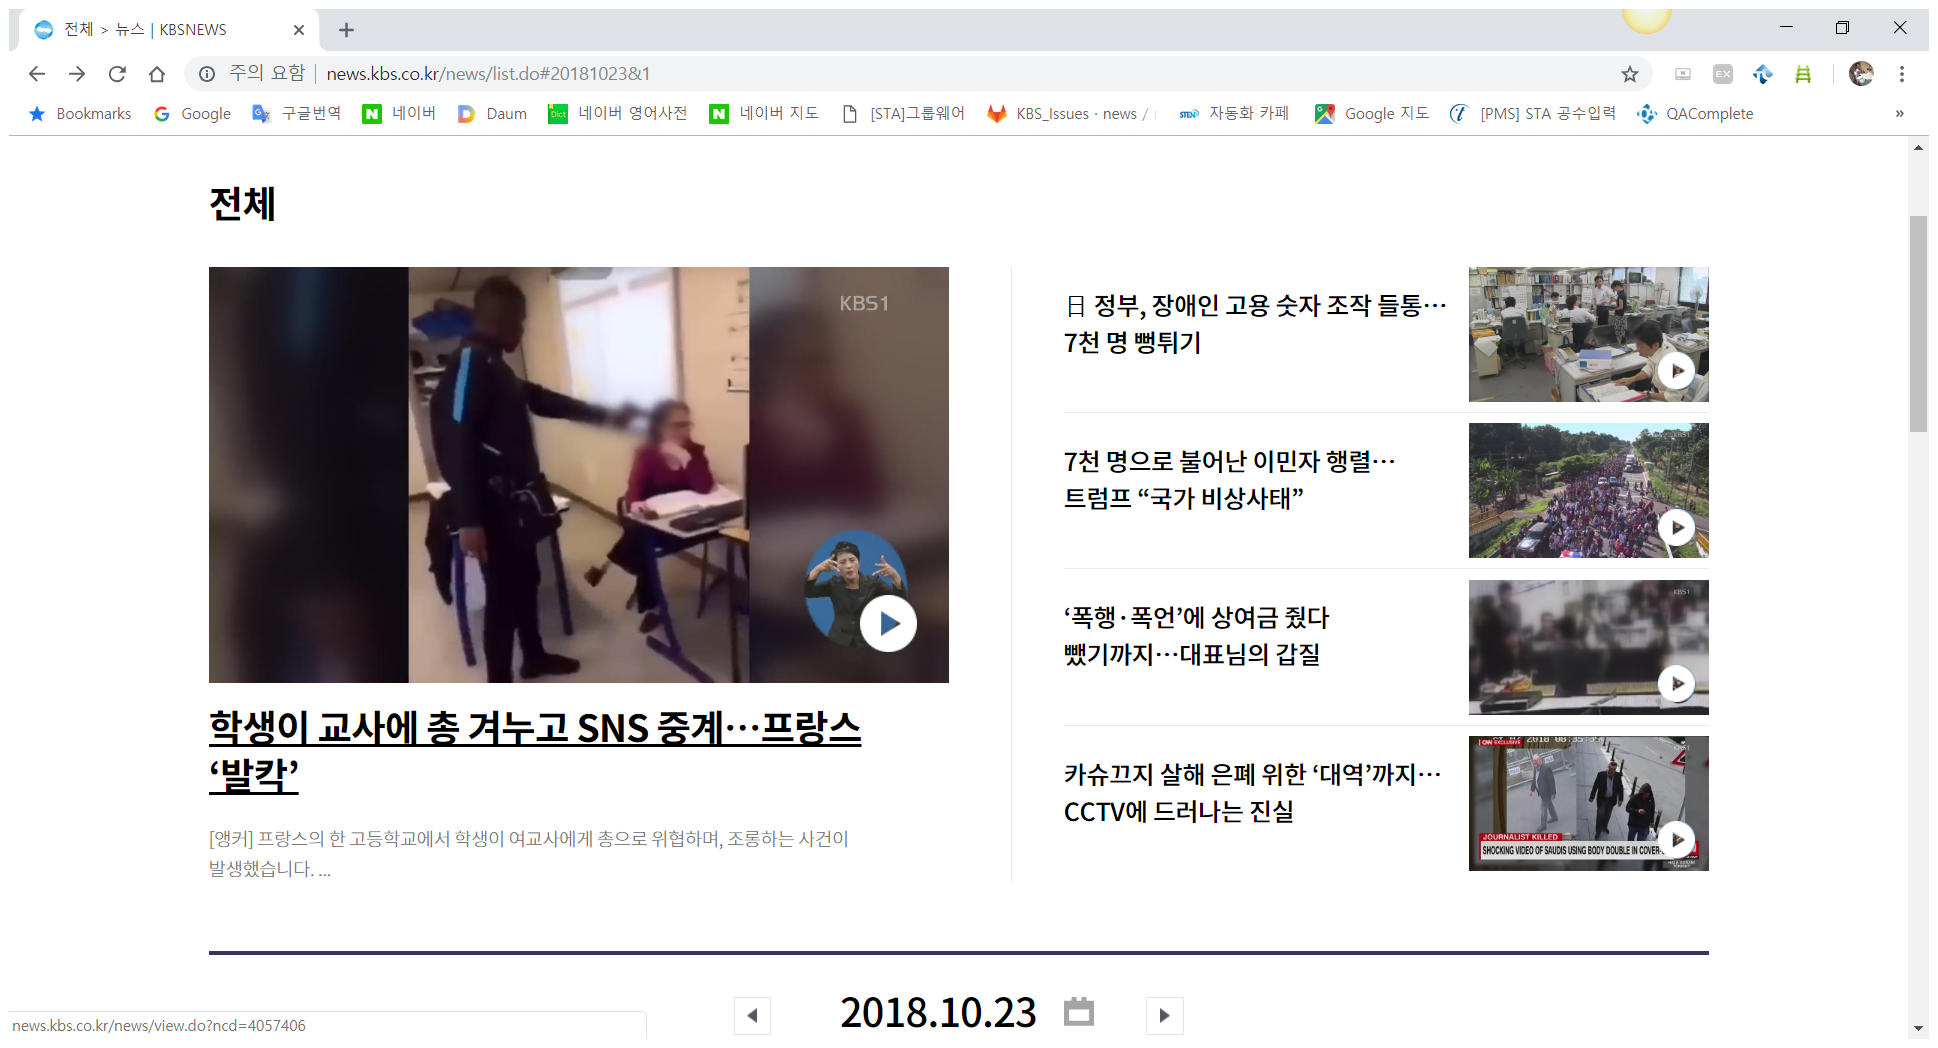 전체 > 뉴스 | KBSNEWS
주의 요함 | news.kbs.co.kr/news/list.do#20181023&1
EX
Bookmarks
Google
구글번역
네이버
Daum
네이버 영어사전
네이버 지도
[STA]그룹웨어
KBS_Issues · news /
자동화 카페
Google 지도
[PMS] STA 공수입력
QAComplete
»
전체
KBS1
학생이 교사에 총 겨누고 SNS 중계…프랑스
‘발칵’
[앵커] 프랑스의 한 고등학교에서 학생이 여교사에게 총으로 위협하며, 조롱하는 사건이
발생했습니다. ...
日 정부, 장애인 고용 숫자 조작 들통…
7천 명 뻥튀기
7천 명으로 불어난 이민자 행렬…
트럼프 “국가 비상사태”
KBS1
‘폭행·폭언’에 상여금 줬다
뺐기까지…대표님의 갑질
KBS1
카슈끄지 살해 은폐 위한 ‘대역’까지…
CCTV에 드러나는 진실
CNN EXCLUSIVE
JOURNALIST KILLED
SHOCKING VIDEO OF SAUDIS USING BODY DOUBLE IN COVER-
2018.10.23
news.kbs.co.kr/news/view.do?ncd=4057406